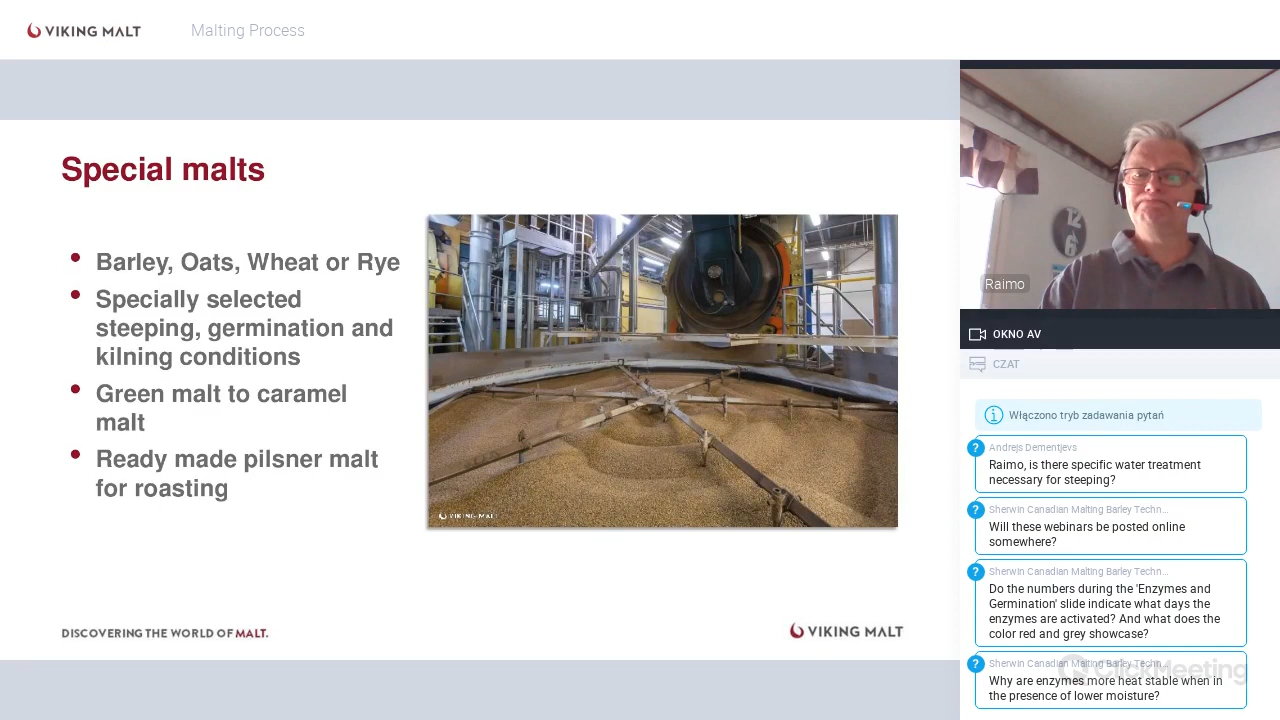 VIKING MALT
Malting Process
Special malts
• Barley, Oats, Wheat or Rye
• Specially selected
steeping, germination and
kilning conditions
• Green malt to caramel
malt
• Ready made pilsner malt
for roasting
VIKING MALT
DISCOVERING THE WORLD OF MALT.
VIKING MALT
12
6
Raimo
OKNO AV
CZAT
Włączono tryb zadawania pytań
? Andrejs Dementjevs
Raimo, is there specific water treatment
necessary for steeping?
? Sherwin Canadian Malting Barley Techn...
Will these webinars be posted online
somewhere?
? Sherwin Canadian Malting Barley Techn...
Do the numbers during the 'Enzymes and
Germination' slide indicate what days the
enzymes are activated? And what does the
color red and grey showcase?
? Sherwin Canadian Malting Barley Techn...
Why are enzymes more heat stable when in
the presence of lower moisture?
ClickMeeting